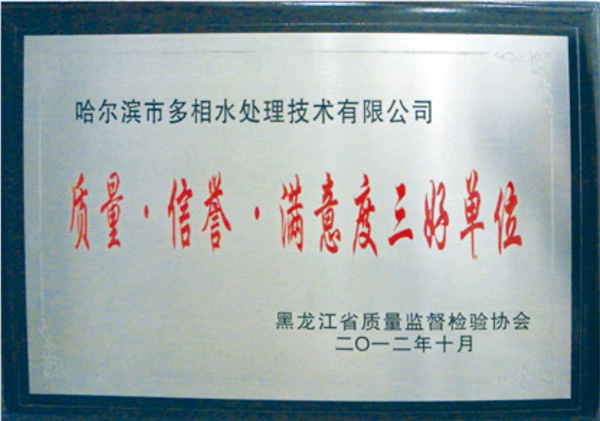 哈尔滨市多相水处理技术有限公司
质量·信誉·满意度三好单位
黑龙江省质量监督检验协会
二〇一二年十月